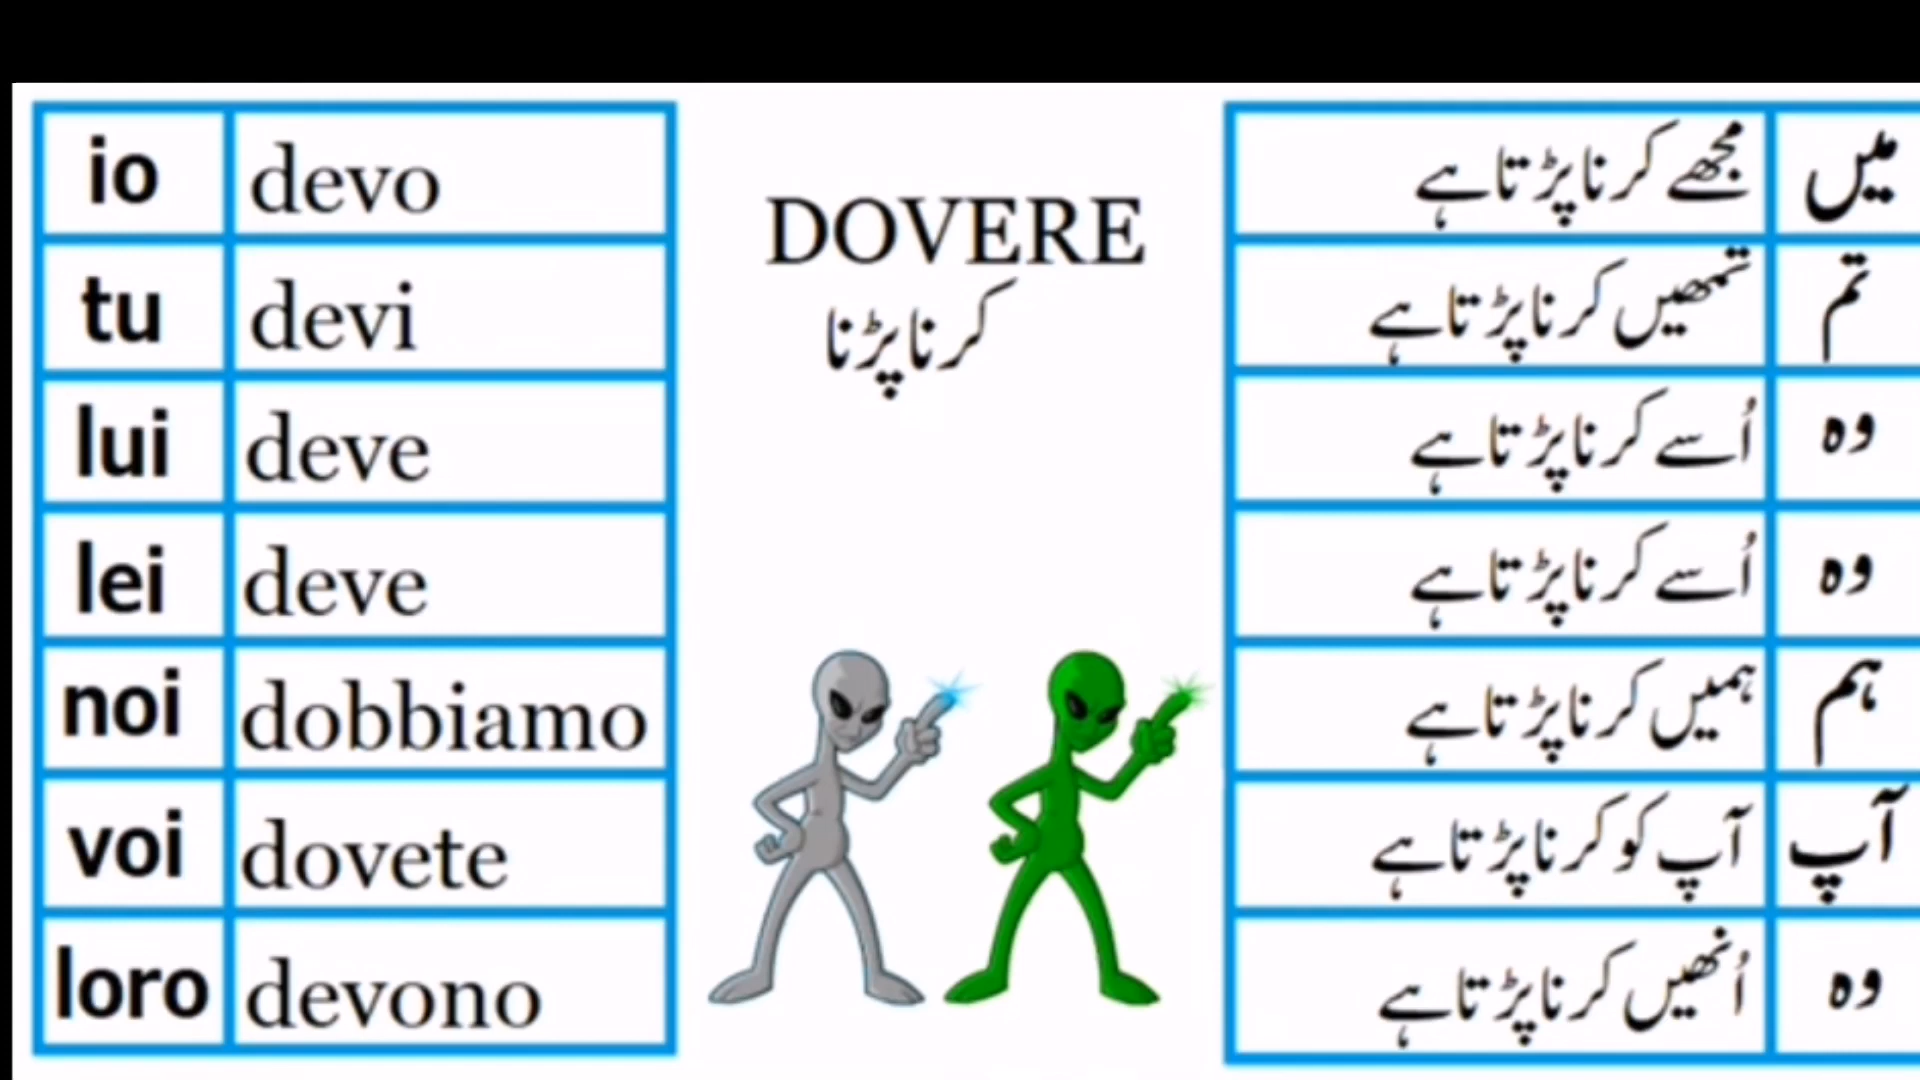 io devo
tu devi
lui deve
lei deve
noi dobbiamo
voi dovete
loro devono
DOVERE
کرنا پڑنا
میں مجھے کرنا پڑتا ہے
تم تمھیں کرنا پڑتا ہے
وہ اُسے کرنا پڑتا ہے
وہ اُسے کرنا پڑتا ہے
ہم ہمیں کرنا پڑتا ہے
آپ آپ کو کرنا پڑتا ہے
وہ اُنھیں کرنا پڑتا ہے